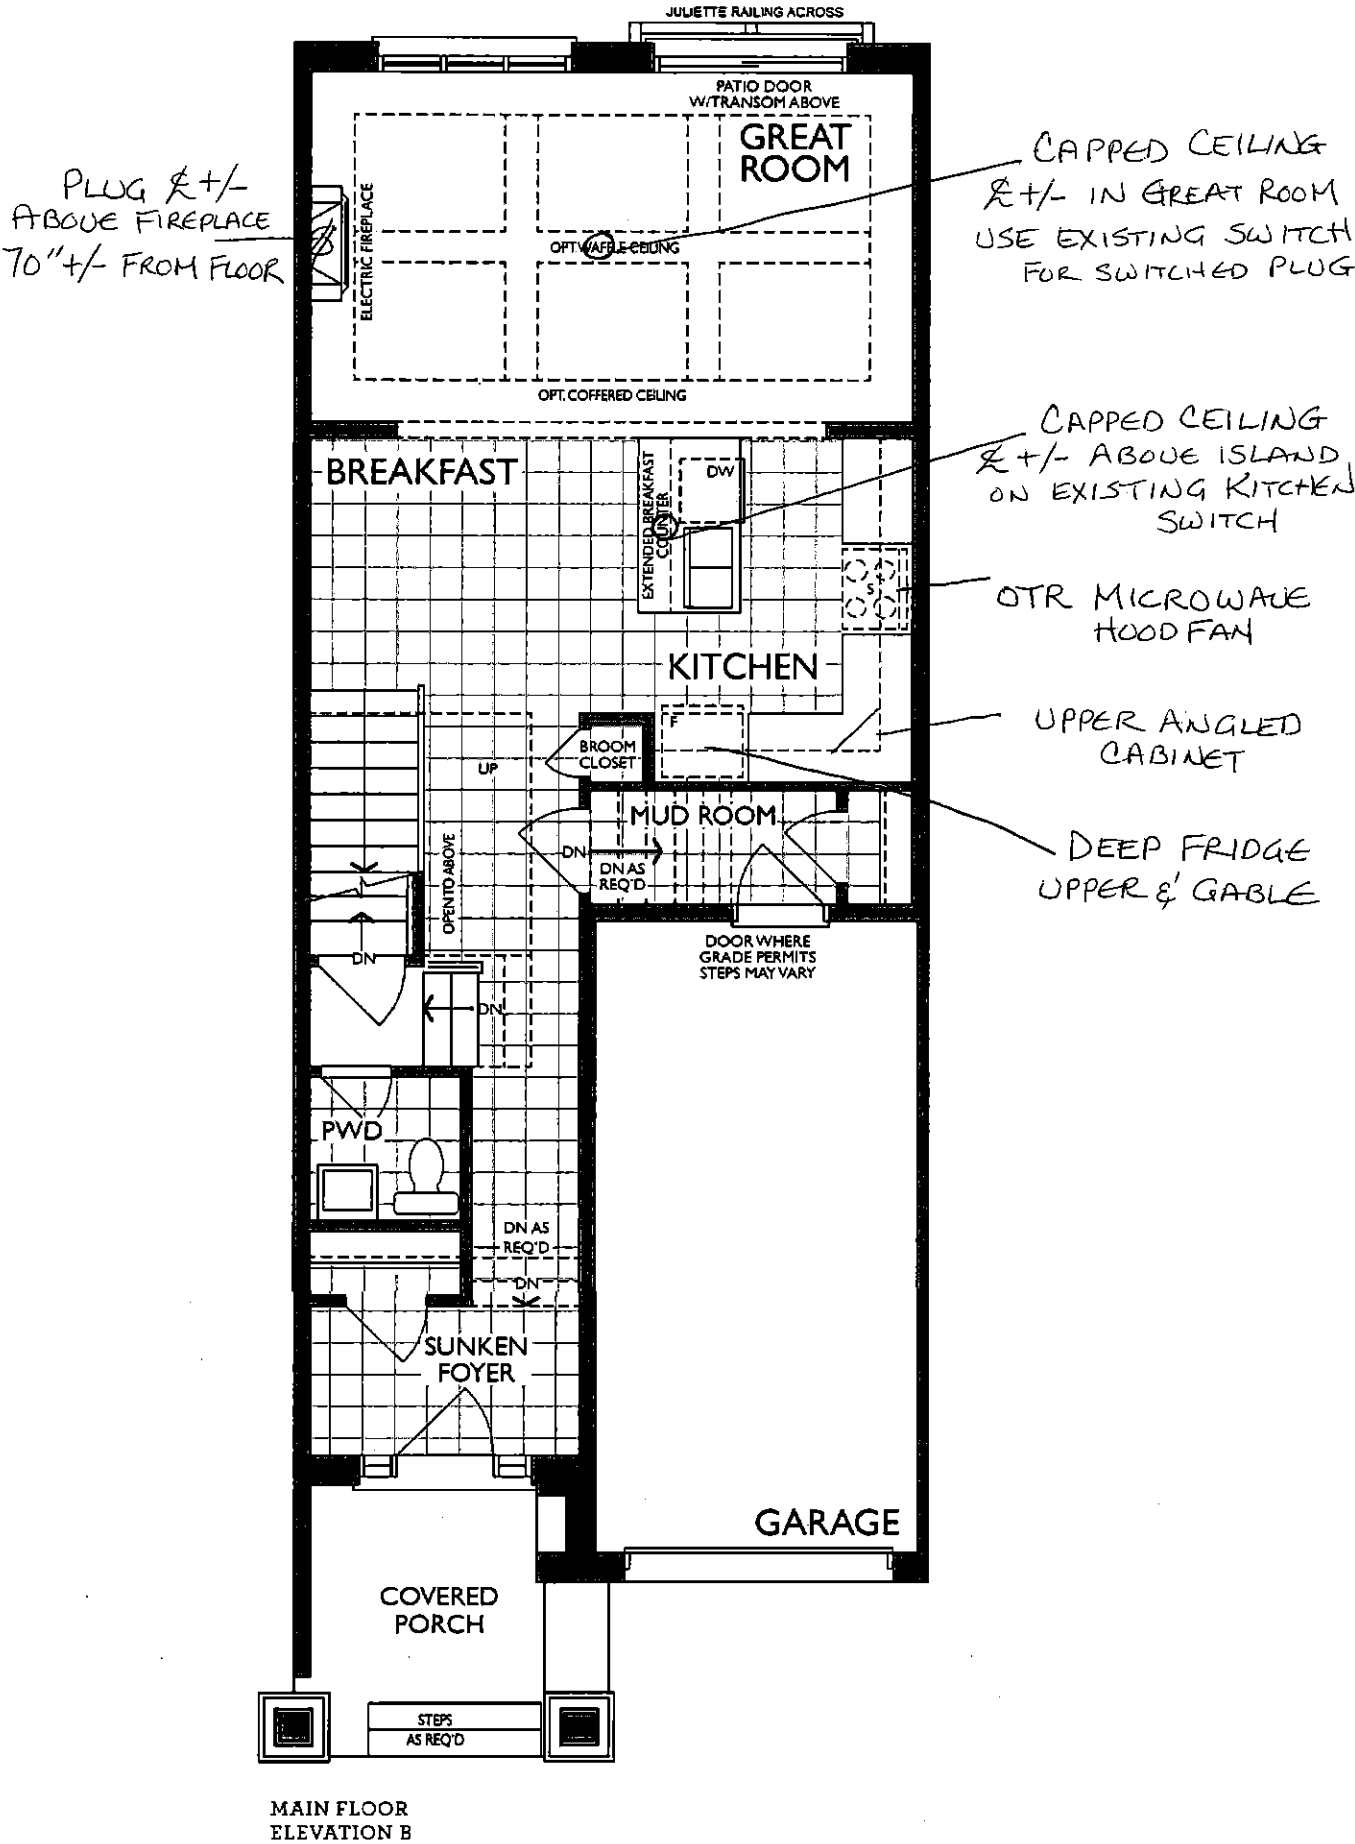 JULIETTE RAILING ACROSS
PATIO DOOR
W/TRANSOM ABOVE
GREAT
ROOM
CAPPED CEILING
℄ +/- IN GREAT ROOM
USE EXISTING SWITCH
FOR SWITCHED PLUG
PLUG ℄ +/-
ABOVE FIREPLACE
70"+/- FROM FLOOR
ELECTRIC FIREPLACE
OPT WAFFLE CEILING
OPT. COFFERED CEILING
CAPPED CEILING
℄ +/- ABOVE ISLAND
ON EXISTING KITCHEN
SWITCH
BREAKFAST
EXTENDED BREAKFAST
COUNTER
DW
S
OTR MICROWAVE
HOOD FAN
KITCHEN
F
UPPER ANGLED
CABINET
BROOM
CLOSET
UP
MUD ROOM
DN
DN AS
REQ'D
DEEP FRIDGE
UPPER & GABLE
OPEN TO ABOVE
DN
DN
DOOR WHERE
GRADE PERMITS
STEPS MAY VARY
PWD
DN AS
REQ'D
DN
SUNKEN
FOYER
GARAGE
COVERED
PORCH
STEPS
AS REQ'D
MAIN FLOOR
ELEVATION B